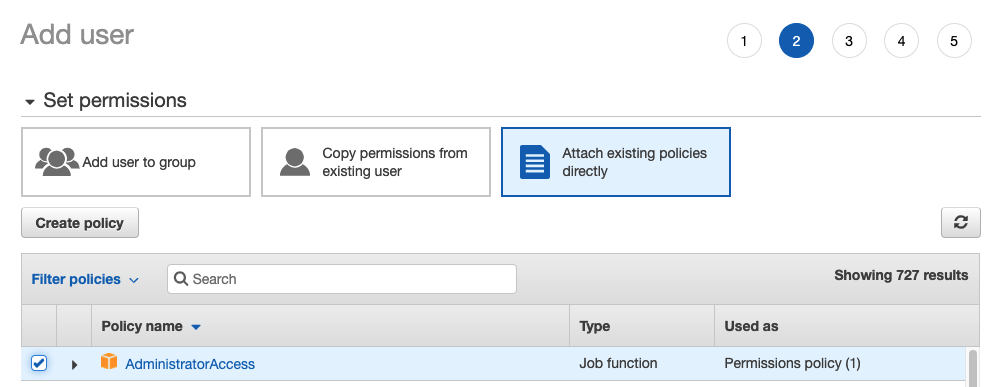 Add user
1 2 3 4 5
Set permissions
Add user to group
Copy permissions from
existing user
Attach existing policies
directly
Create policy
Filter policies
Search
Showing 727 results
Policy name Type Used as
AdministratorAccess Job function Permissions policy (1)